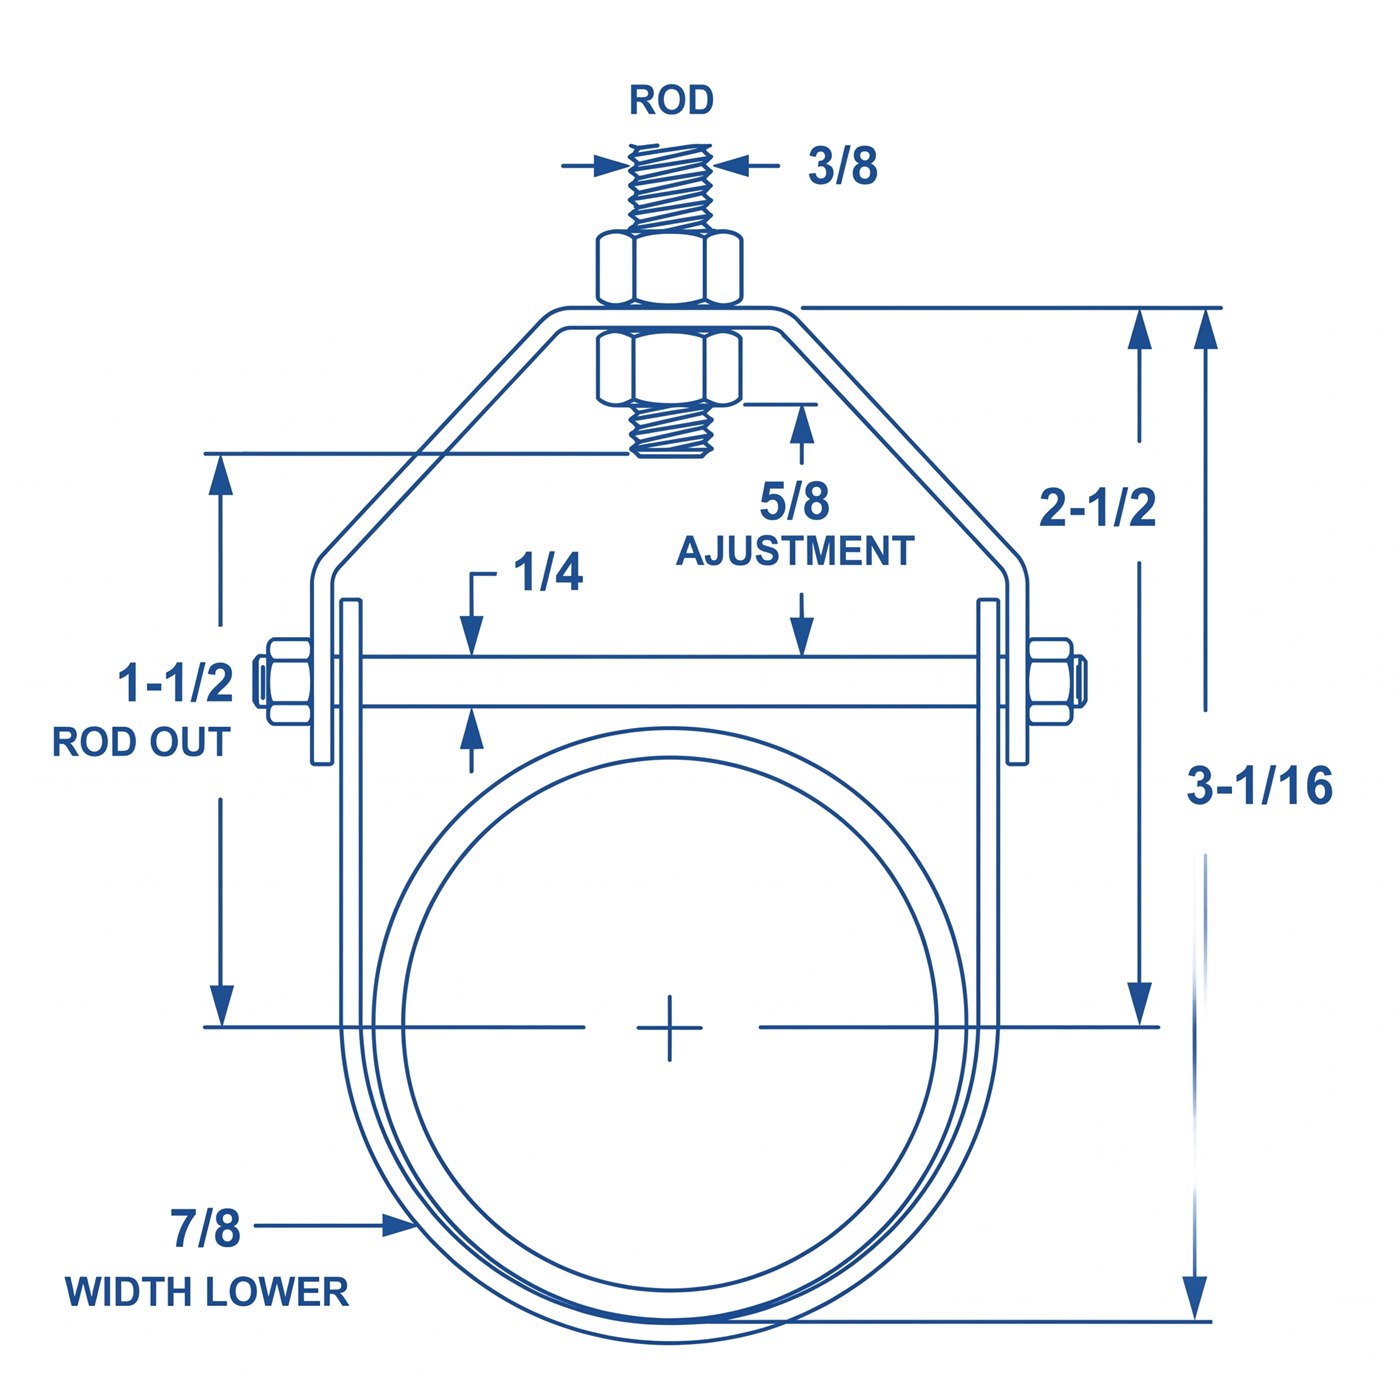 ROD
3/8
2-1/2
5/8
AJUSTMENT
1/4
1-1/2
ROD OUT
3-1/16
7/8
WIDTH LOWER